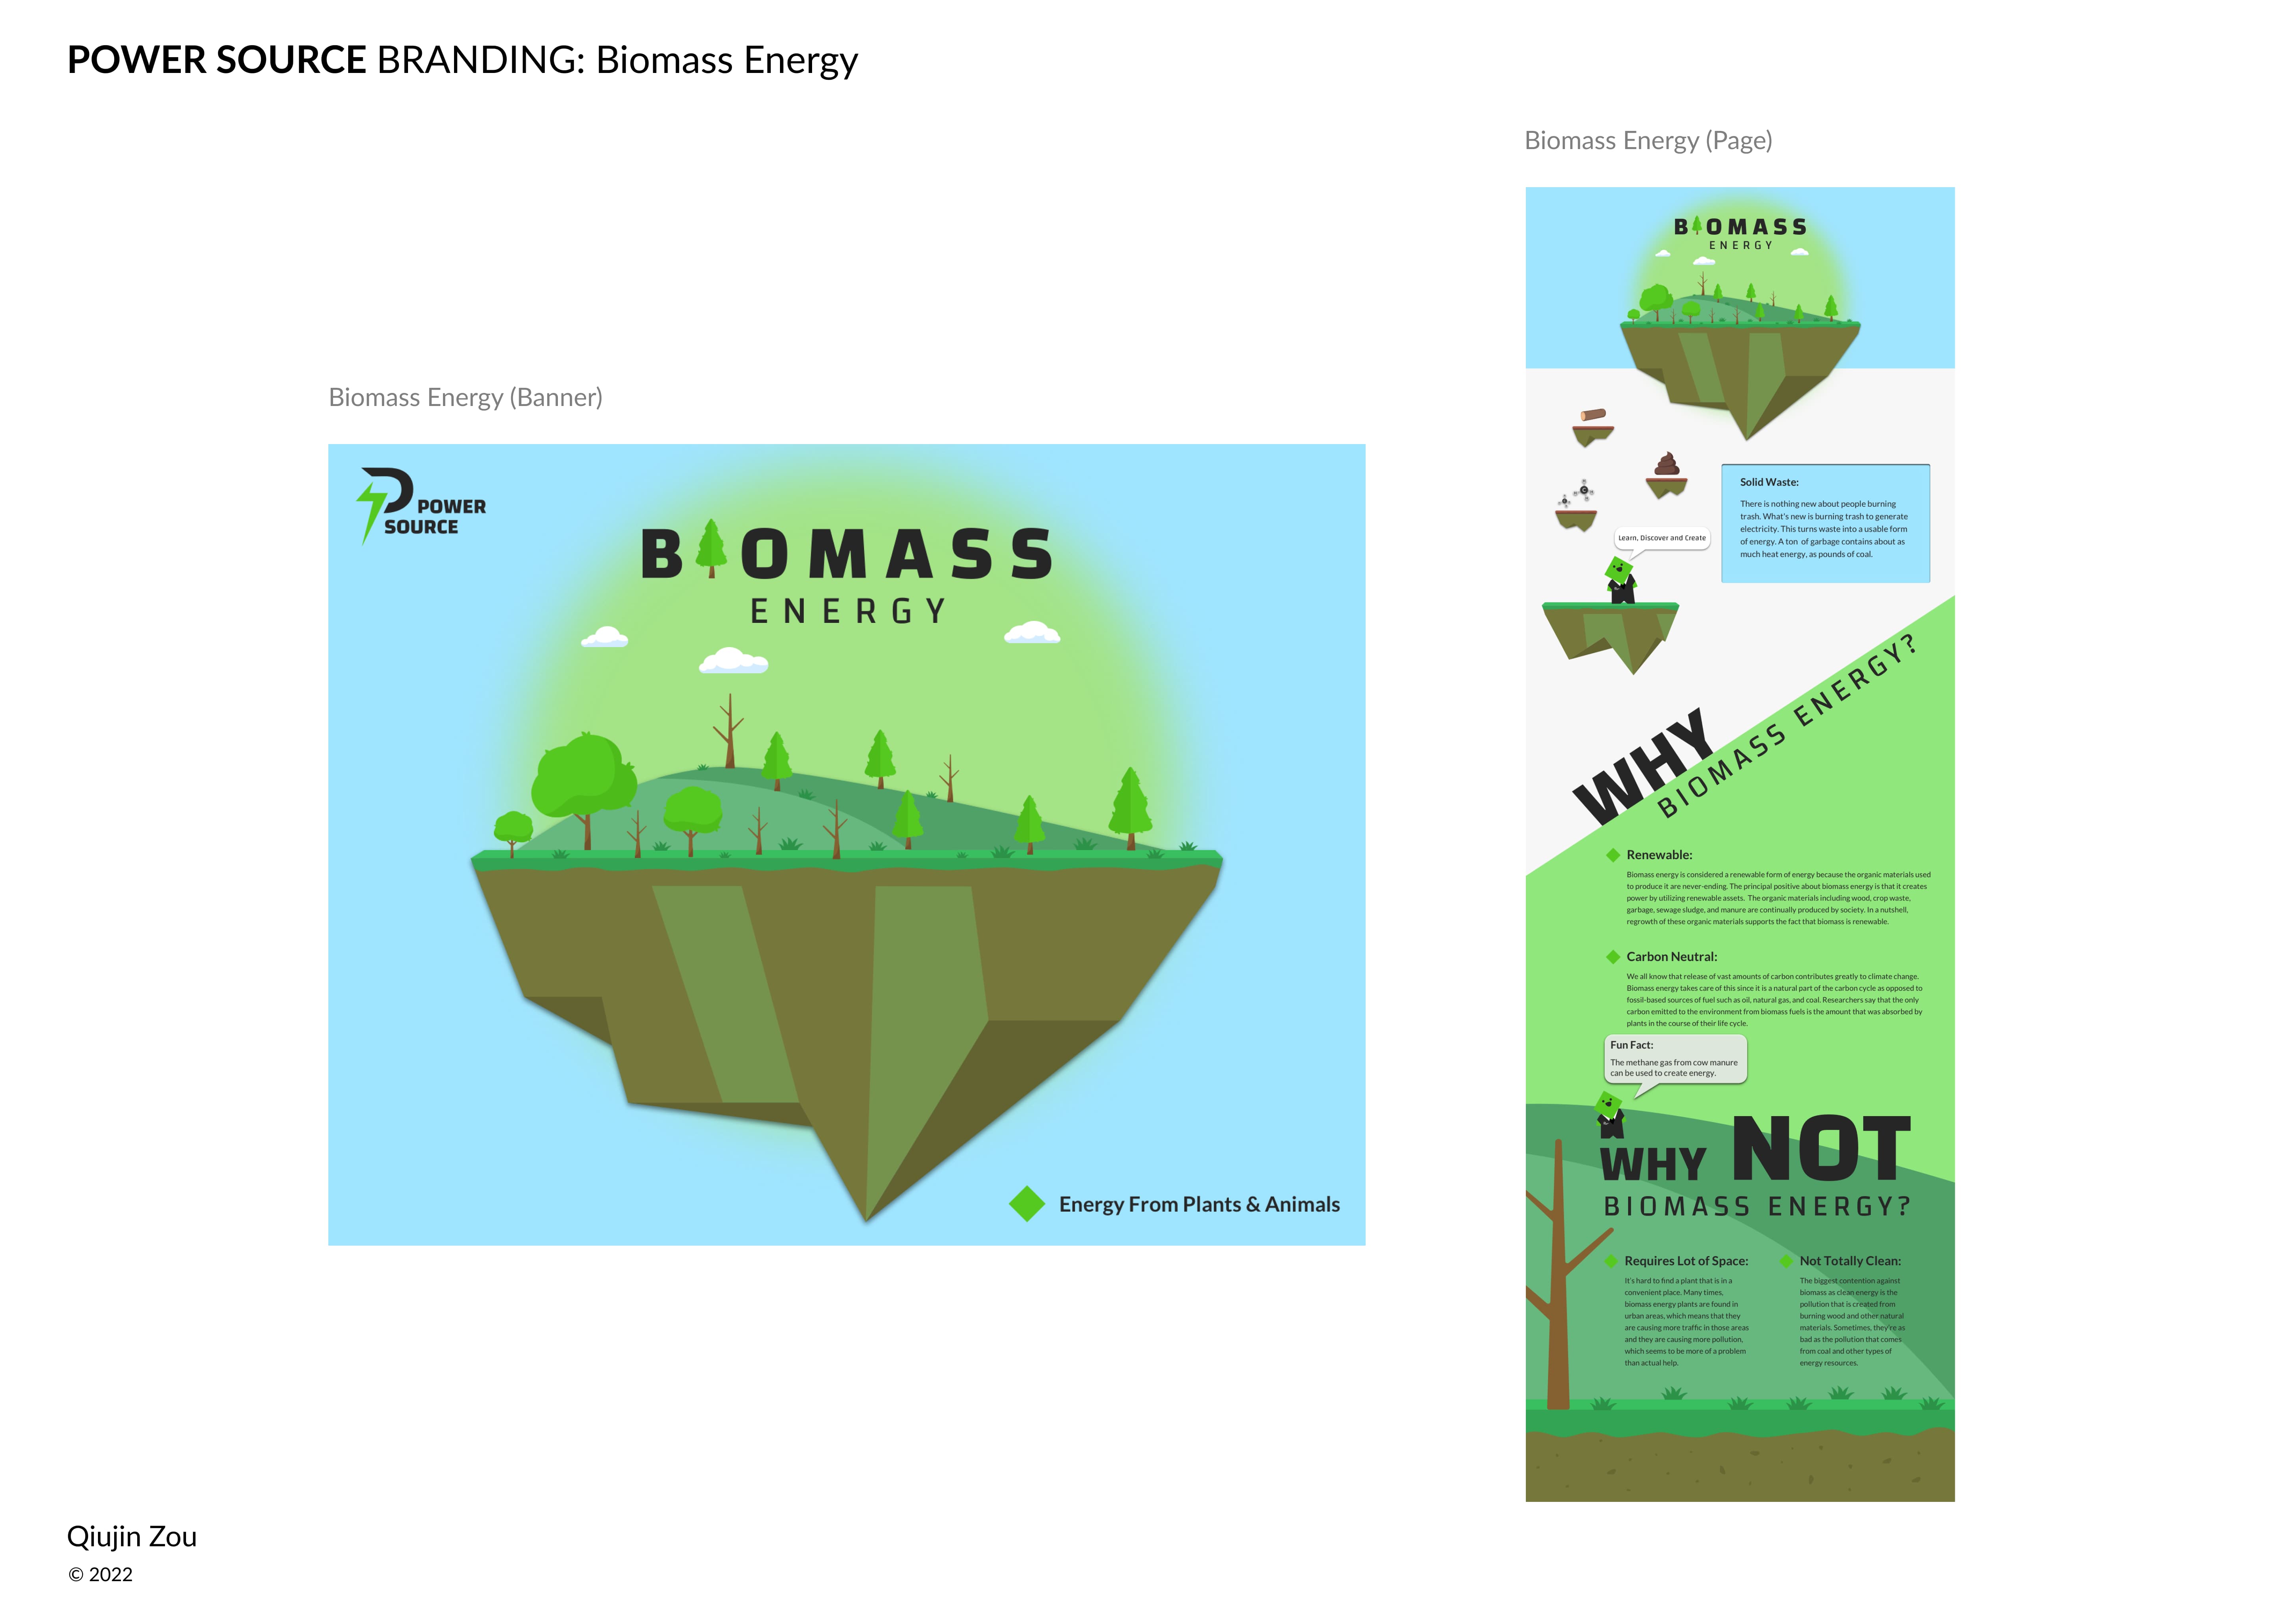 POWER SOURCE BRANDING: Biomass Energy
Biomass Energy (Banner)
POWER
SOURCE
BIOMASS
ENERGY
Energy From Plants & Animals
Biomass Energy (Page)
BIOMASS
ENERGY
Solid Waste:
There is nothing new about people burning
trash. What's new is burning trash to generate
electricity. This turns waste into a usable form
of energy. A ton of garbage contains about as
much heat energy, as pounds of coal.
Learn, Discover and Create
WHY
BIOMASS ENERGY?
Renewable:
Biomass energy is considered a renewable form of energy because the organic materials used
to produce it are never-ending. The principal positive about biomass energy is that it creates
power by utilizing renewable assets. The organic materials including wood, crop waste,
garbage, sewage sludge, and manure are continually produced by society. In a nutshell,
regrowth of these organic materials supports the fact that biomass is renewable.
Carbon Neutral:
We all know that release of vast amounts of carbon contributes greatly to climate change.
Biomass energy takes care of this since it is a natural part of the carbon cycle as opposed to
fossil-based sources of fuel such as oil, natural gas, and coal. Researchers say that the only
carbon emitted to the environment from biomass fuels is the amount that was absorbed by
plants in the course of their life cycle.
Fun Fact:
The methane gas from cow manure
can be used to create energy.
WHY NOT
BIOMASS ENERGY?
Requires Lot of Space:
It's hard to find a plant that is in a
convenient place. Many times,
biomass energy plants are found in
urban areas, which means that they
are causing more traffic in those areas
and they are causing more pollution,
which seems to be more of a problem
than actual help.
Not Totally Clean:
The biggest contention against
biomass as clean energy is the
pollution that is created from
burning wood and other natural
materials. Sometimes, they're as
bad as the pollution that comes
from coal and other types of
energy resources.
Qiujin Zou
© 2022